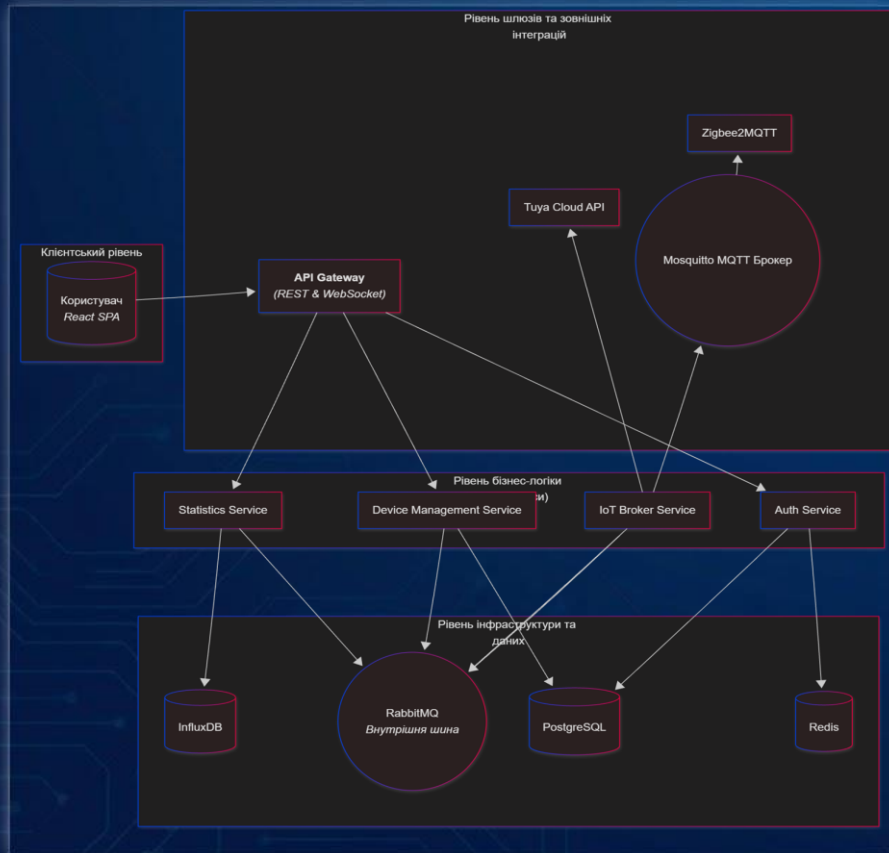 Рівень шлюзів та зовнішніх
інтеграцій
Zigbee2MQTT
Tuya Cloud API
Mosquitto MQTT Брокер
Клієнтський рівень
Користувач
React SPA
API Gateway
(REST & WebSocket)
Рівень бізнес-логіки
си)
Statistics Service
Device Management Service
IoT Broker Service
Auth Service
Рівень інфраструктури та
даних
InfluxDB
RabbitMQ
Внутрішня шина
PostgreSQL
Redis